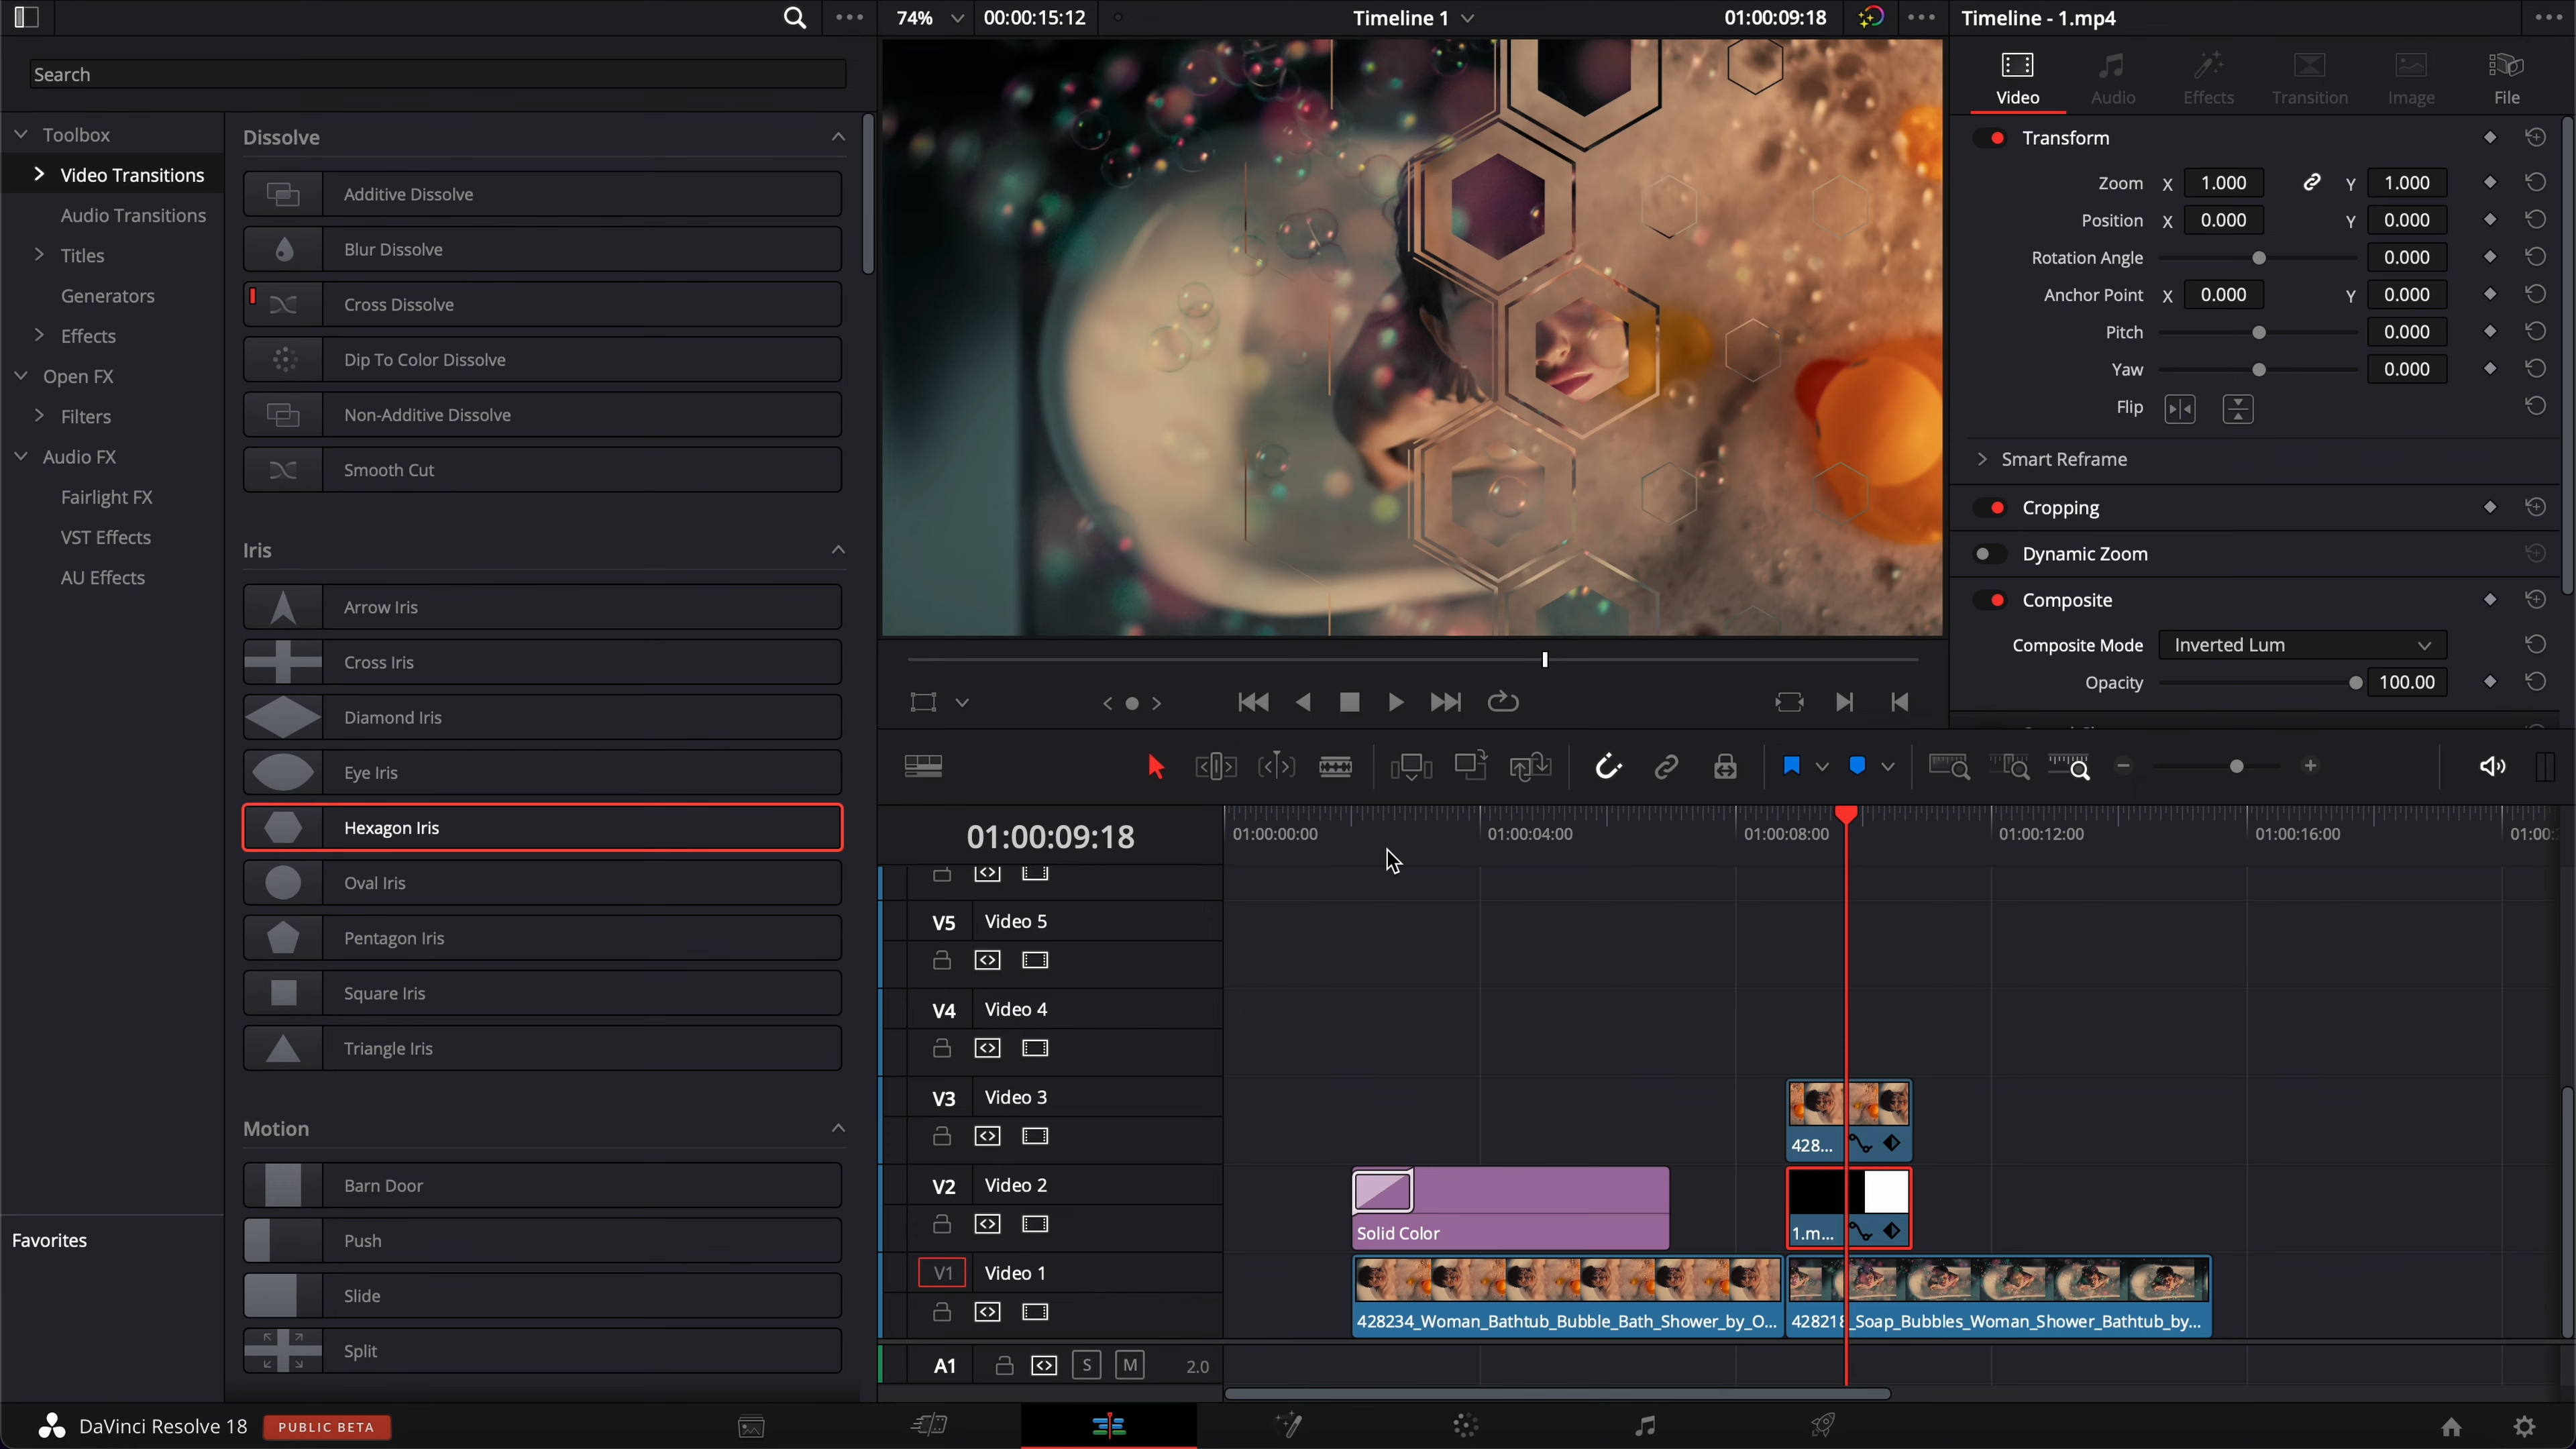 74%
00:00:15:12
Timeline 1
01:00:09:18
Timeline - 1.mp4
Search
Video
Audio
Effects
Transition
Image
File
Toolbox
Video Transitions
Audio Transitions
Titles
Generators
Effects
Open FX
Filters
Audio FX
Fairlight FX
VST Effects
AU Effects
Favorites
Dissolve
Additive Dissolve
Blur Dissolve
Cross Dissolve
Dip To Color Dissolve
Non-Additive Dissolve
Smooth Cut
Iris
Arrow Iris
Cross Iris
Diamond Iris
Eye Iris
Hexagon Iris
Oval Iris
Pentagon Iris
Square Iris
Triangle Iris
Motion
Barn Door
Push
Slide
Split
Transform
Zoom X 1.000 Y 1.000
Position X 0.000 Y 0.000
Rotation Angle 0.000
Anchor Point X 0.000 Y 0.000
Pitch 0.000
Yaw 0.000
Flip
Smart Reframe
Cropping
Dynamic Zoom
Composite
Composite Mode Inverted Lum
Opacity 100.00
01:00:09:18
01:00:00:00
01:00:04:00
01:00:08:00
01:00:12:00
01:00:16:00
01:00:
V5 Video 5
V4 Video 4
V3 Video 3
428...
V2 Video 2
Solid Color
1.m...
V1 Video 1
428234_Woman_Bathtub_Bubble_Bath_Shower_by_O...
428218_Soap_Bubbles_Woman_Shower_Bathtub_by...
A1 S M 2.0
DaVinci Resolve 18 PUBLIC BETA